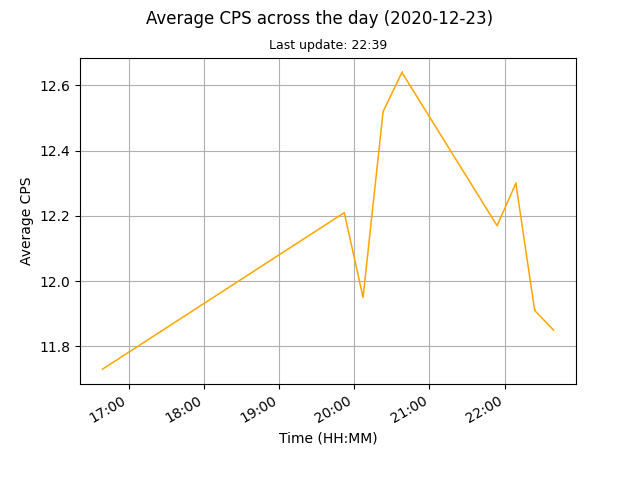 Average CPS across the day (2020-12-23)
Last update: 22:39
12.6
12.4
12.2
12.0
11.8
Average CPS
17:00
18:00
19:00
20:00
21:00
22:00
Time (HH:MM)